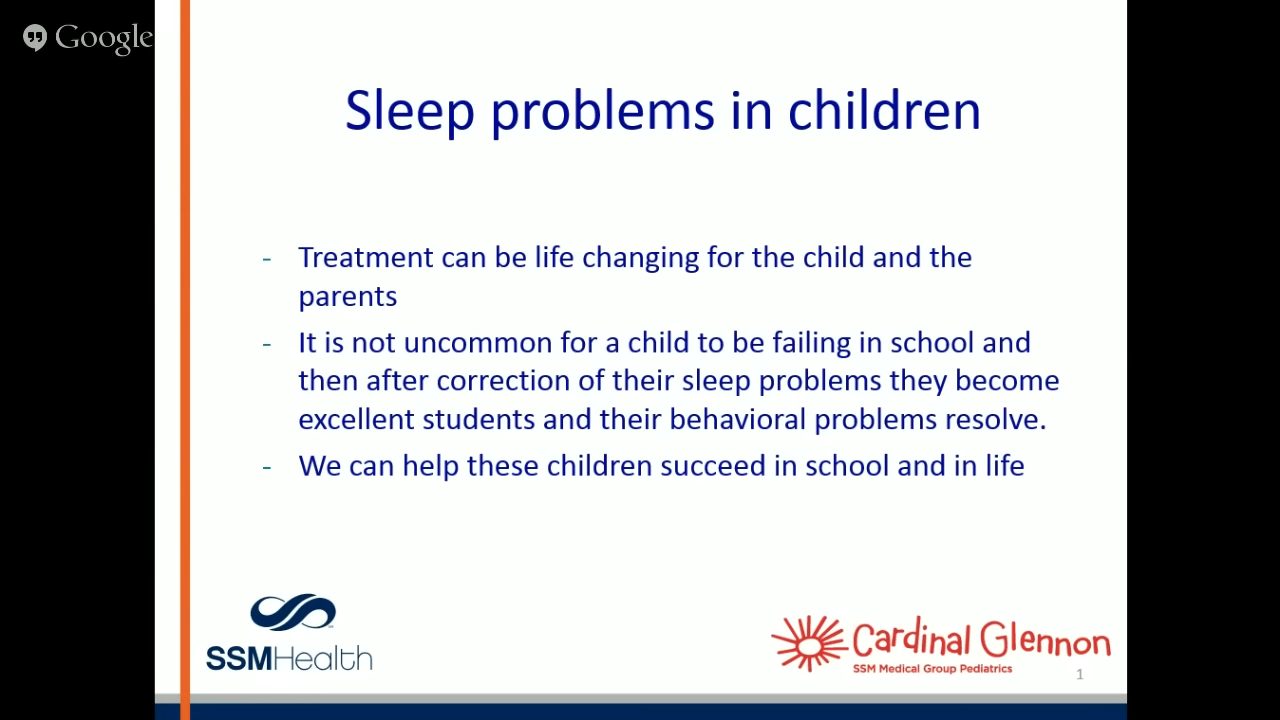 Google
Sleep problems in children
- Treatment can be life changing for the child and the
parents
- It is not uncommon for a child to be failing in school and
then after correction of their sleep problems they become
excellent students and their behavioral problems resolve.
- We can help these children succeed in school and in life
SSMHealth
Cardinal Glennon
SSM Medical Group Pediatrics
1